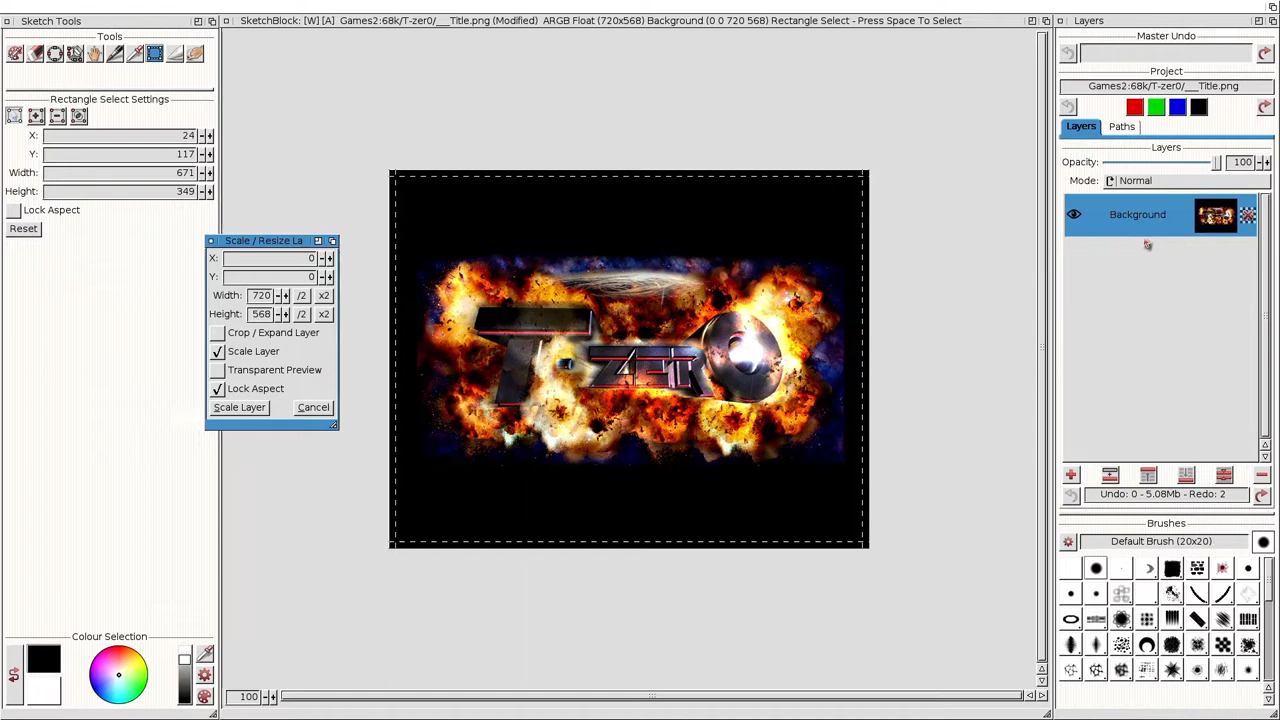 Sketch Tools
Tools
Rectangle Select Settings
X: 24
Y: 117
Width: 671
Height: 349
Lock Aspect
Reset
Colour Selection
SketchBlock: [W] [A] Games2:68k/T-zer0/___Title.png (Modified) ARGB Float (720x568) Background (0 0 720 568) Rectangle Select - Press Space To Select
Scale / Resize La
X: 0
Y: 0
Width: 720 /2 x2
Height: 568 /2 x2
Crop / Expand Layer
Scale Layer
Transparent Preview
Lock Aspect
Scale Layer Cancel
T-ZERO
100
Layers
Master Undo
Project
Games2:68k/T-zer0/___Title.png
Layers Paths
Layers
Opacity: 100
Mode: Normal
Background
Undo: 0 - 5.08Mb - Redo: 2
Brushes
Default Brush (20x20)